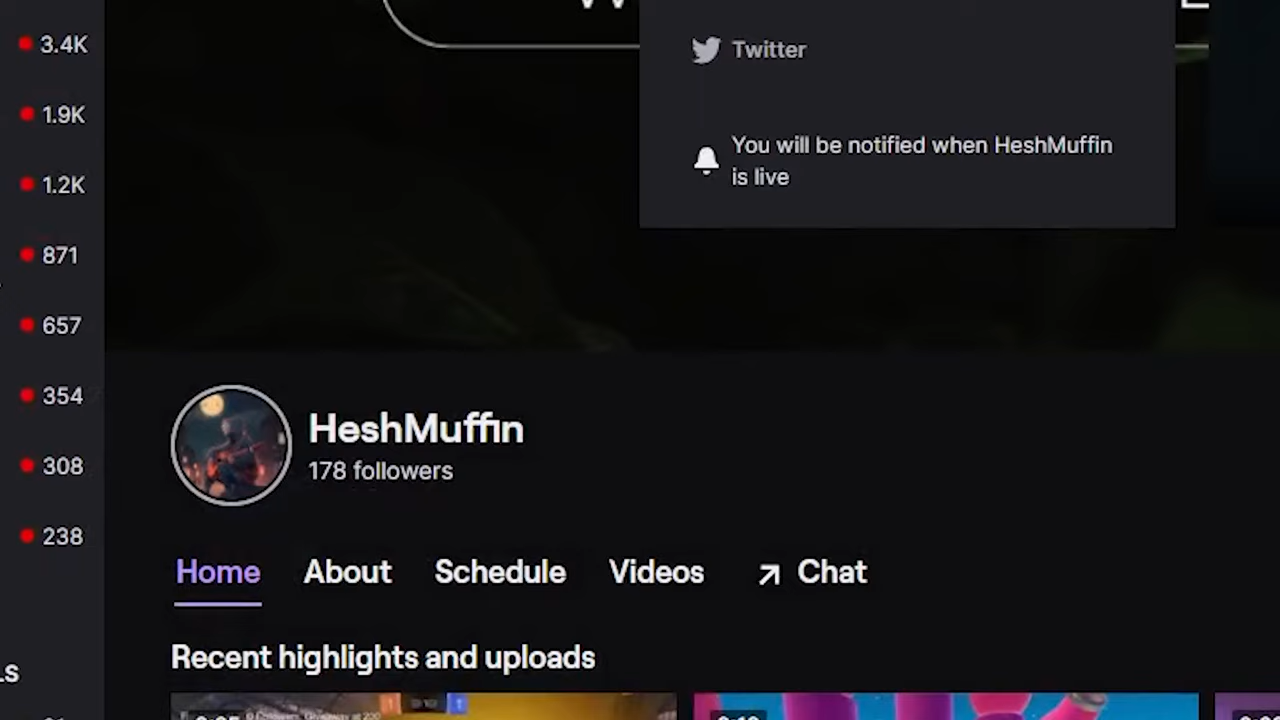 3.4K
1.9K
1.2K
871
657
354
308
238
Twitter
You will be notified when HeshMuffin
is live
HeshMuffin
178 followers
Home About Schedule Videos Chat
Recent highlights and uploads